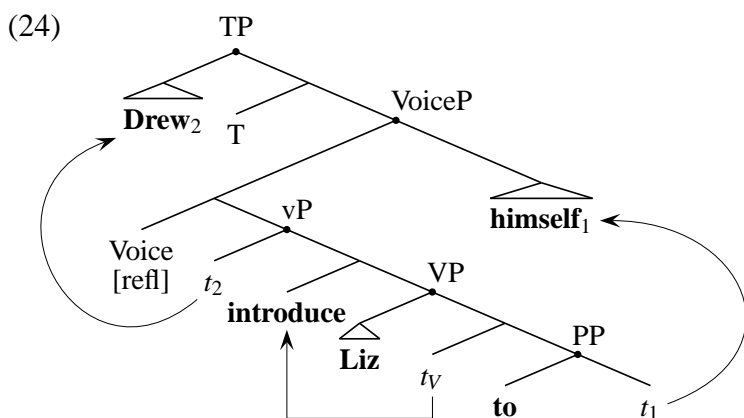 (24)
TP
Drew2
T
VoiceP
himself1
Voice
[refl]
vP
t2
introduce
VP
Liz
tV
PP
to
t1